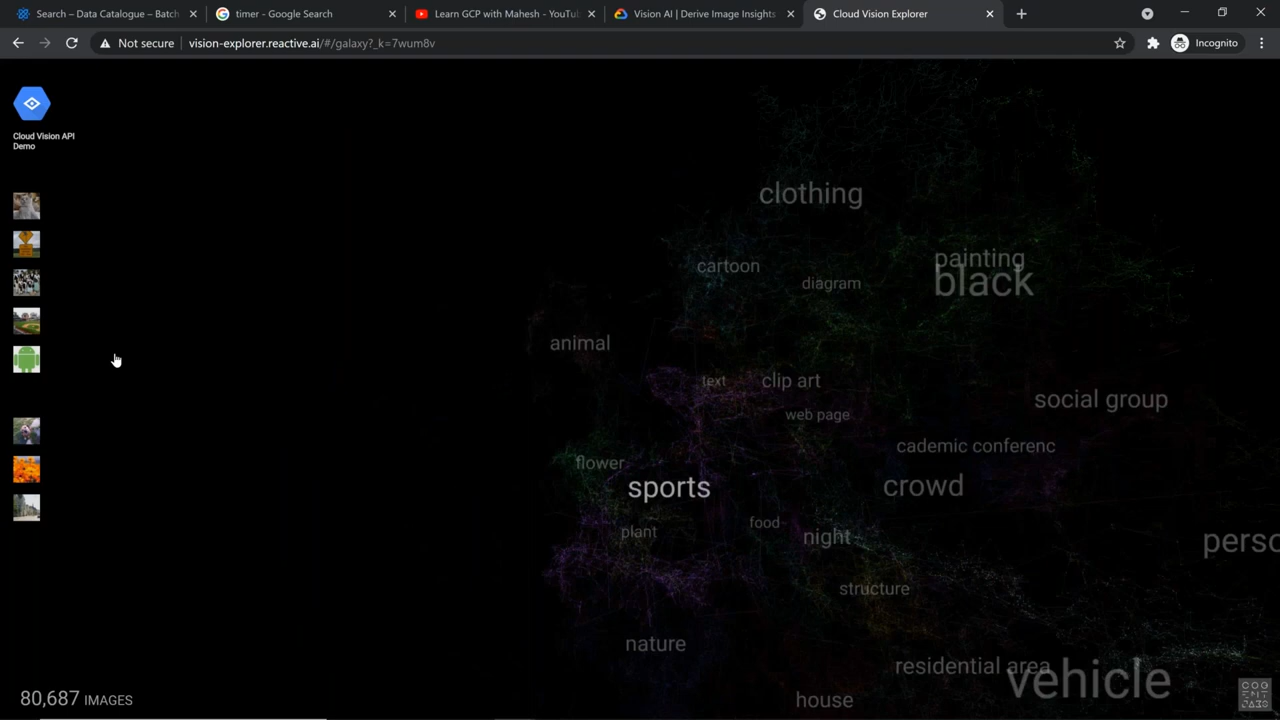 Search – Data Catalogue – Batch
timer - Google Search
Learn GCP with Mahesh - YouTu
Vision AI | Derive Image Insights
Cloud Vision Explorer
Not secure
vision-explorer.reactive.ai/#/galaxy?_k=7wum8v
Incognito
Cloud Vision API
Demo
clothing
painting
cartoon
diagram
black
animal
text
clip art
social group
web page
cademic conferenc
flower
sports
crowd
food
plant
night
perso
structure
nature
residential area
vehicle
house
80,687 IMAGES